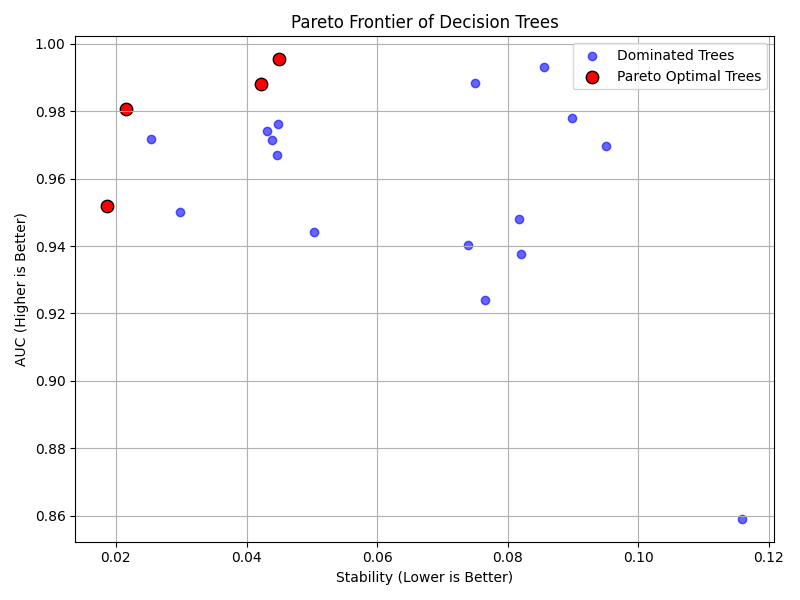 Pareto Frontier of Decision Trees
1.00
0.98
0.96
0.94
0.92
0.90
0.88
0.86
AUC (Higher is Better)
Dominated Trees
Pareto Optimal Trees
0.02
0.04
0.06
0.08
0.10
0.12
Stability (Lower is Better)